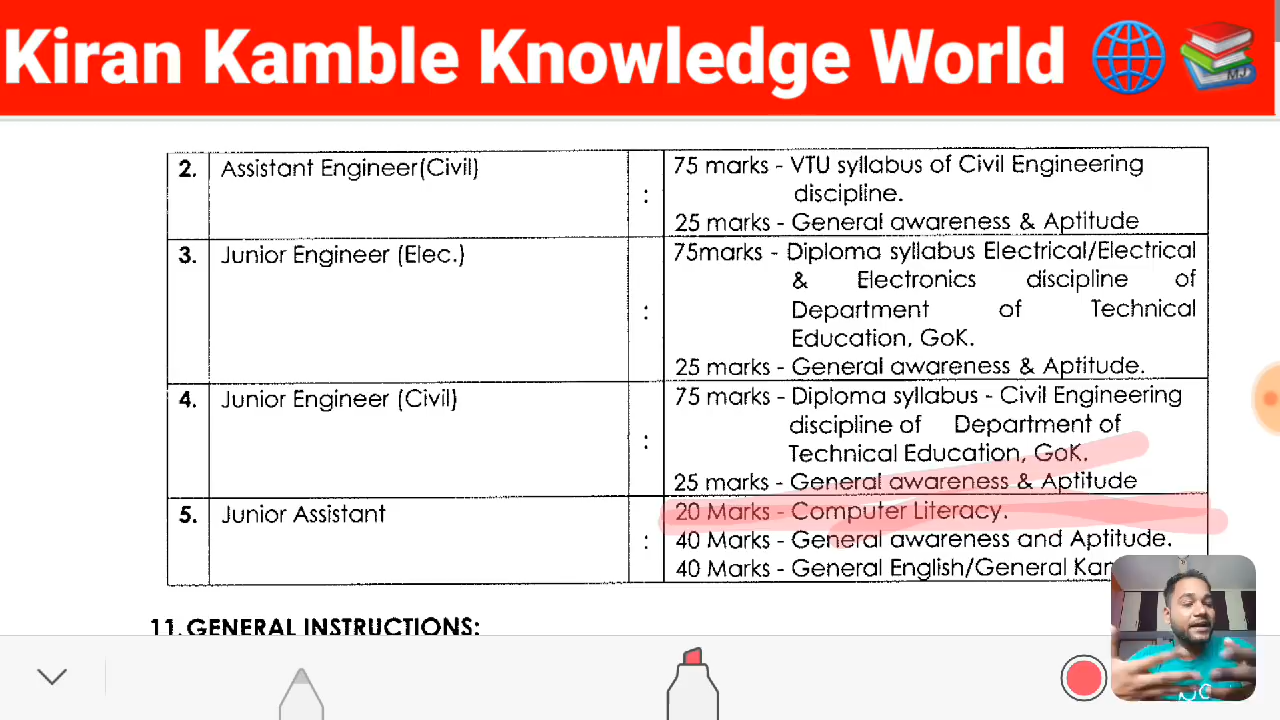 Kiran Kamble Knowledge World
MJ
2. Assistant Engineer(Civil) : 75 marks - VTU syllabus of Civil Engineering
discipline.
25 marks - General awareness & Aptitude
3. Junior Engineer (Elec.) : 75marks - Diploma syllabus Electrical/Electrical
& Electronics discipline of
Department of Technical
Education, GoK.
25 marks - General awareness & Aptitude.
4. Junior Engineer (Civil) : 75 marks - Diploma syllabus - Civil Engineering
discipline of Department of
Technical Education, GoK.
25 marks - General awareness & Aptitude
5. Junior Assistant : 20 Marks - Computer Literacy.
40 Marks - General awareness and Aptitude.
40 Marks - General English/General
11. GENERAL INSTRUCTIONS: